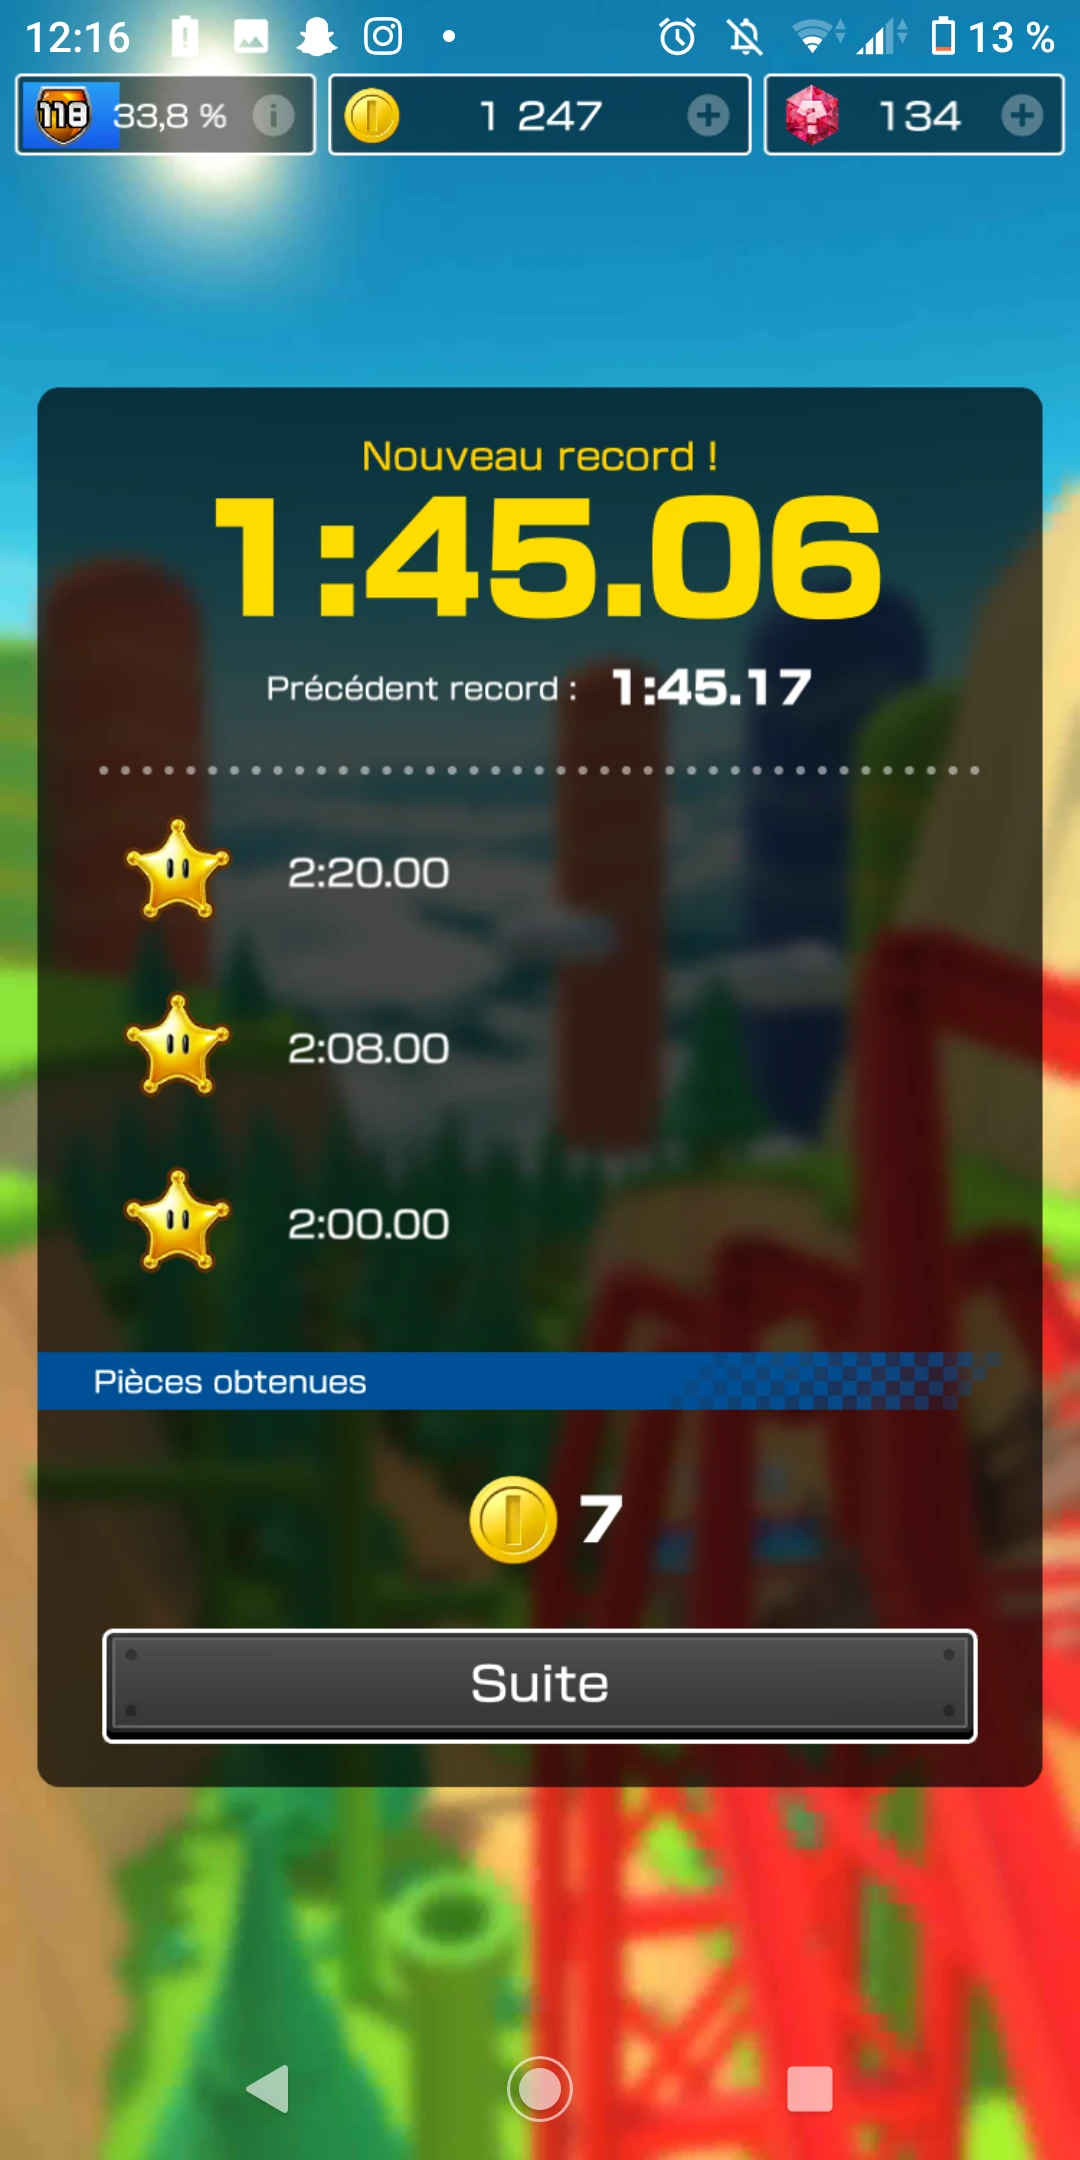 12:16
13 %
118 33,8 %
1 247
134
Nouveau record !
1:45.06
Précédent record : 1:45.17
2:20.00
2:08.00
2:00.00
Pièces obtenues
7
Suite